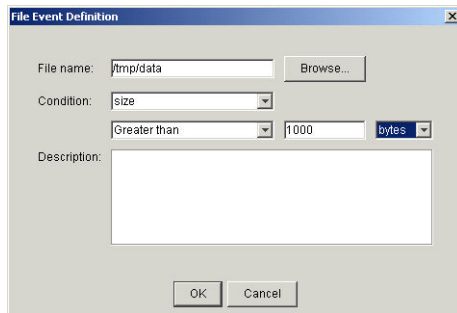 File Event Definition
File name: /tmp/data Browse...
Condition: size
Greater than 1000 bytes
Description:
OK Cancel